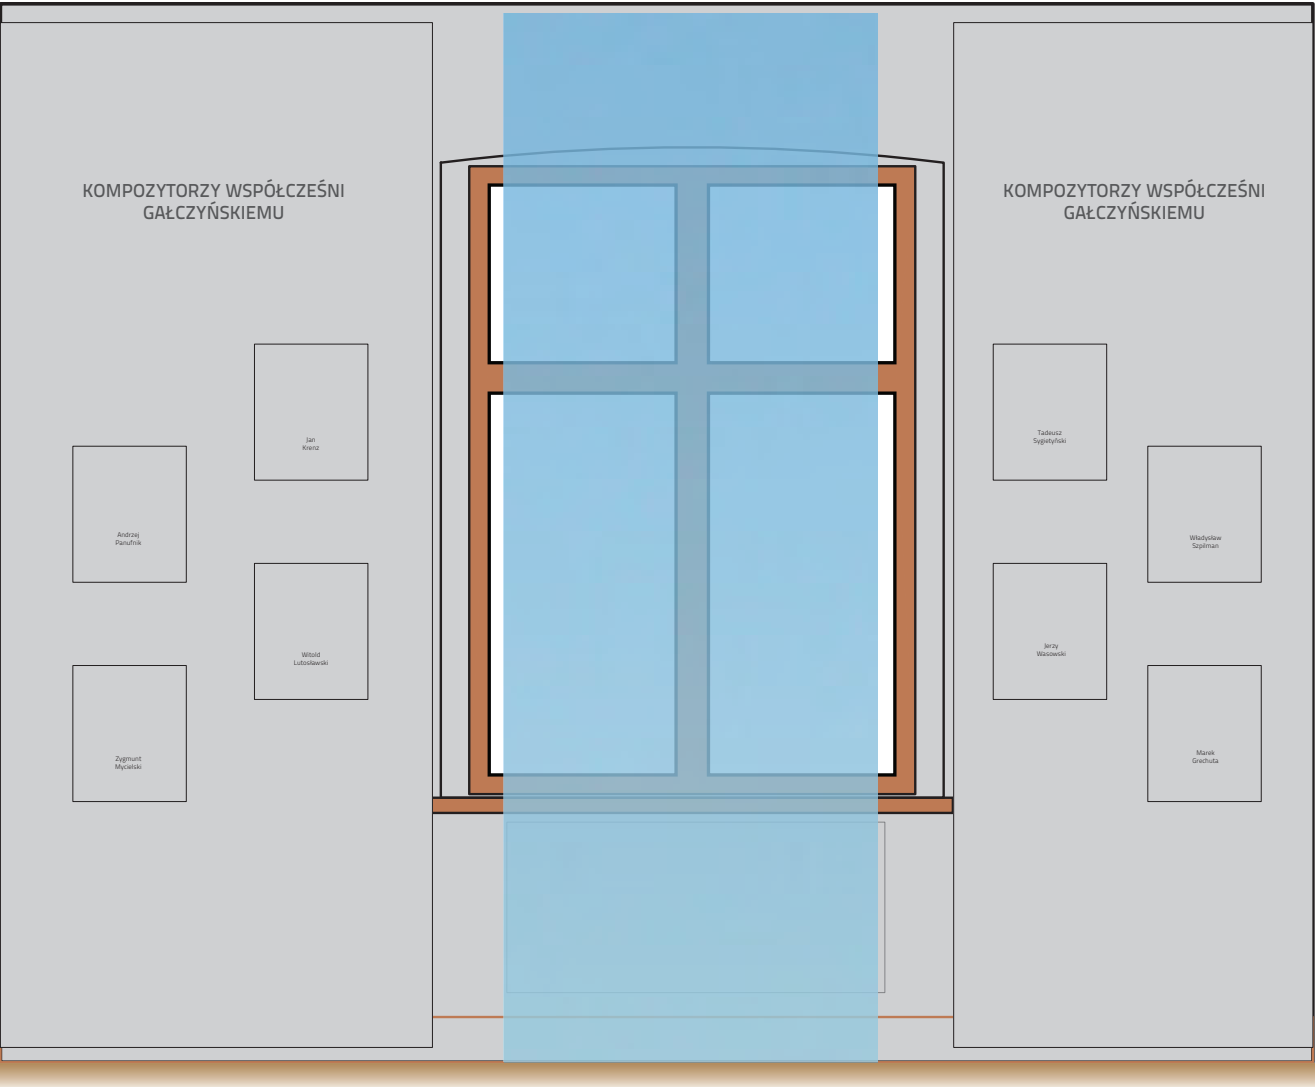 KOMPOZYTORZY WSPÓŁCZEŚNI
GAŁCZYŃSKIEMU
Jan
Krenz
Andrzej
Panufnik
Witold
Lutosławski
Zygmunt
Mycielski
KOMPOZYTORZY WSPÓŁCZEŚNI
GAŁCZYŃSKIEMU
Tadeusz
Sygietyński
Władysław
Szpilman
Jerzy
Wasowski
Marek
Grechuta